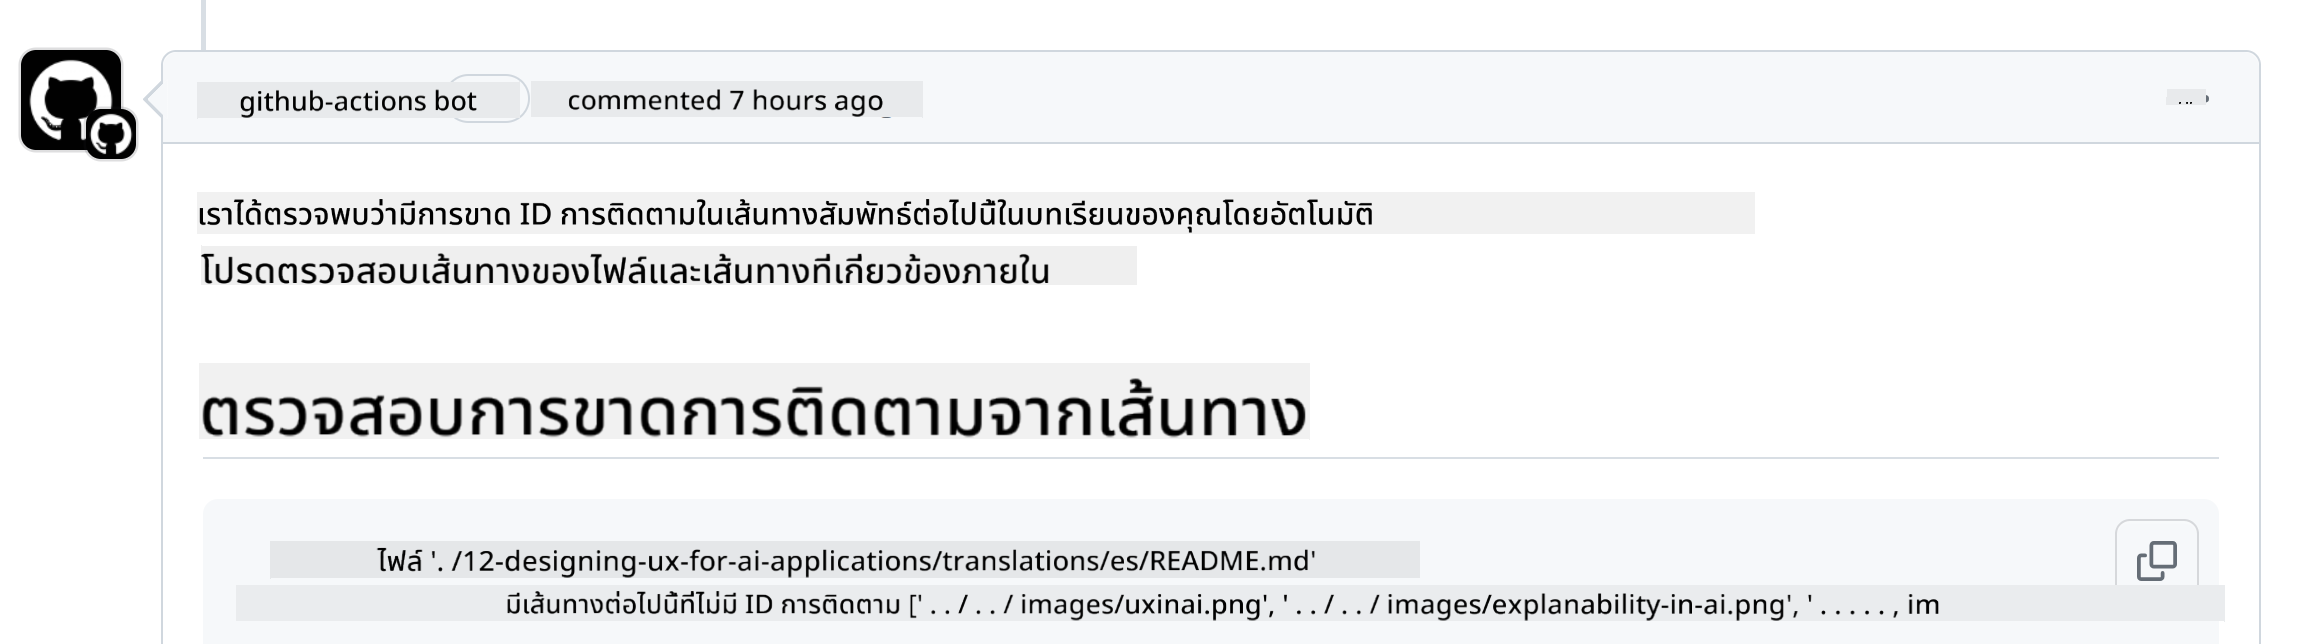 github-actions bot commented 7 hours ago
เราได้ตรวจพบว่ามีการขาด ID การติดตามในเส้นทางสัมพัทธ์ต่อไปนี้ในบทเรียนของคุณโดยอัตโนมัติ
โปรดตรวจสอบเส้นทางของไฟล์และเส้นทางที่เกี่ยวข้องภายใน
ตรวจสอบการขาดการติดตามจากเส้นทาง
ไฟล์ '. /12-designing-ux-for-ai-applications/translations/es/README.md'
มีเส้นทางต่อไปนี้ที่ไม่มี ID การติดตาม [' . . / . . / images/uxinai.png', ' . . / . . / images/explanability-in-ai.png', ' . . . . . , im